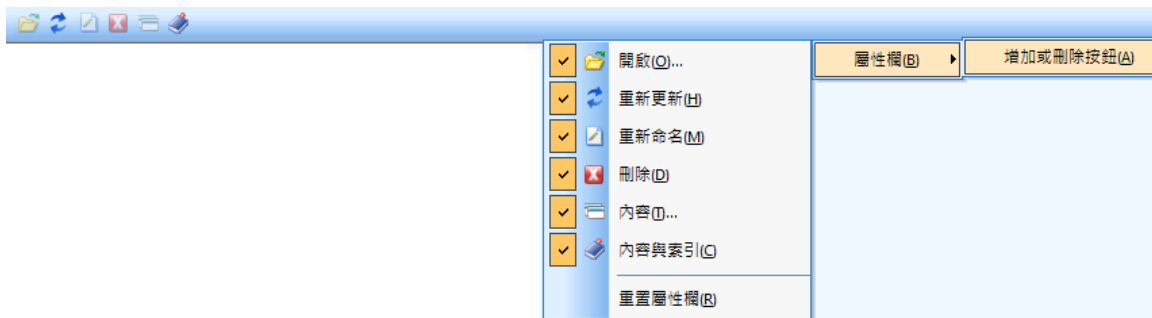 開啟(O)...
屬性欄(B)
增加或刪除按鈕(A)
重新更新(H)
重新命名(M)
刪除(D)
內容(T)...
內容與索引(C)
重置屬性欄(R)